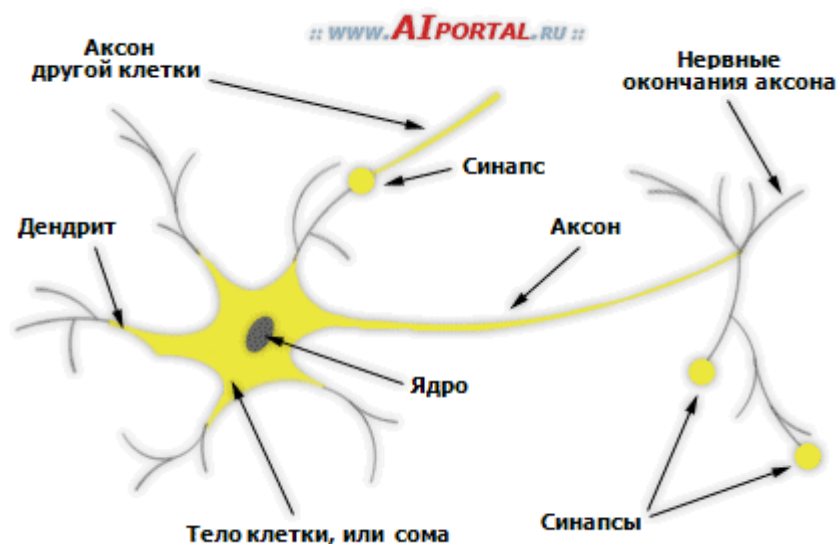 :: WWW.AIPORTAL.RU ::
Аксон
другой клетки
Нервные
окончания аксона
Синапс
Дендрит
Аксон
Ядро
Синапсы
Тело клетки, или сома